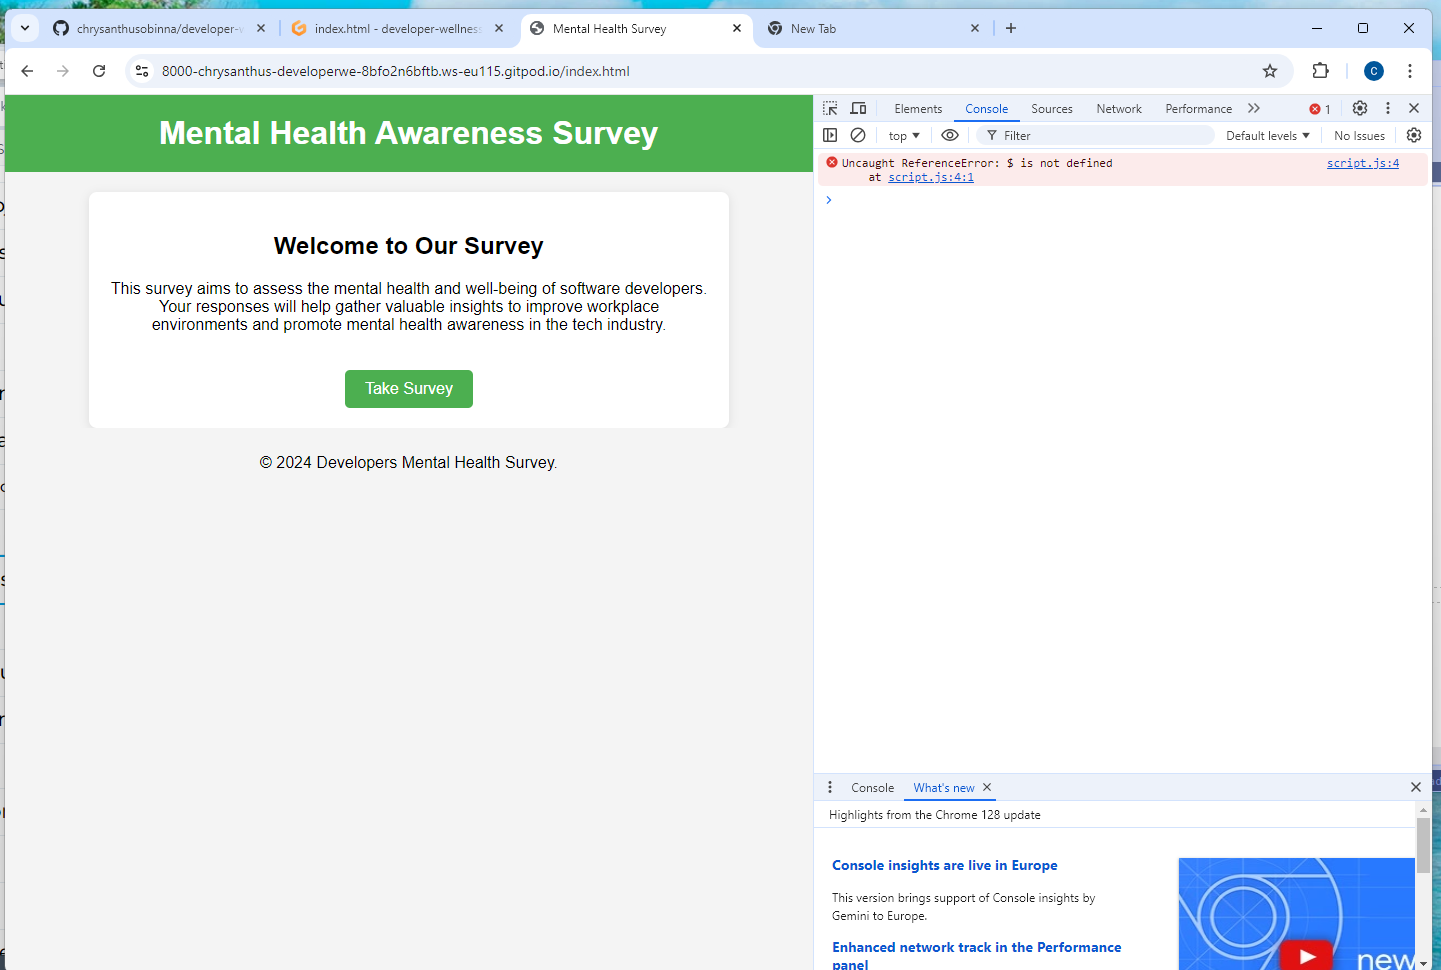 chrysanthusobinna/developer-w
index.html - developer-wellness
Mental Health Survey
New Tab
8000-chrysanthus-developerwe-8bfo2n6bftb.ws-eu115.gitpod.io/index.html
C
Mental Health Awareness Survey
Welcome to Our Survey
This survey aims to assess the mental health and well-being of software developers.
Your responses will help gather valuable insights to improve workplace
environments and promote mental health awareness in the tech industry.
Take Survey
© 2024 Developers Mental Health Survey.
Elements Console Sources Network Performance 1
top Filter Default levels No Issues
Uncaught ReferenceError: $ is not defined script.js:4
at script.js:4:1
Console What's new
Highlights from the Chrome 128 update
Console insights are live in Europe
This version brings support of Console insights by
Gemini to Europe.
Enhanced network track in the Performance
panel
new